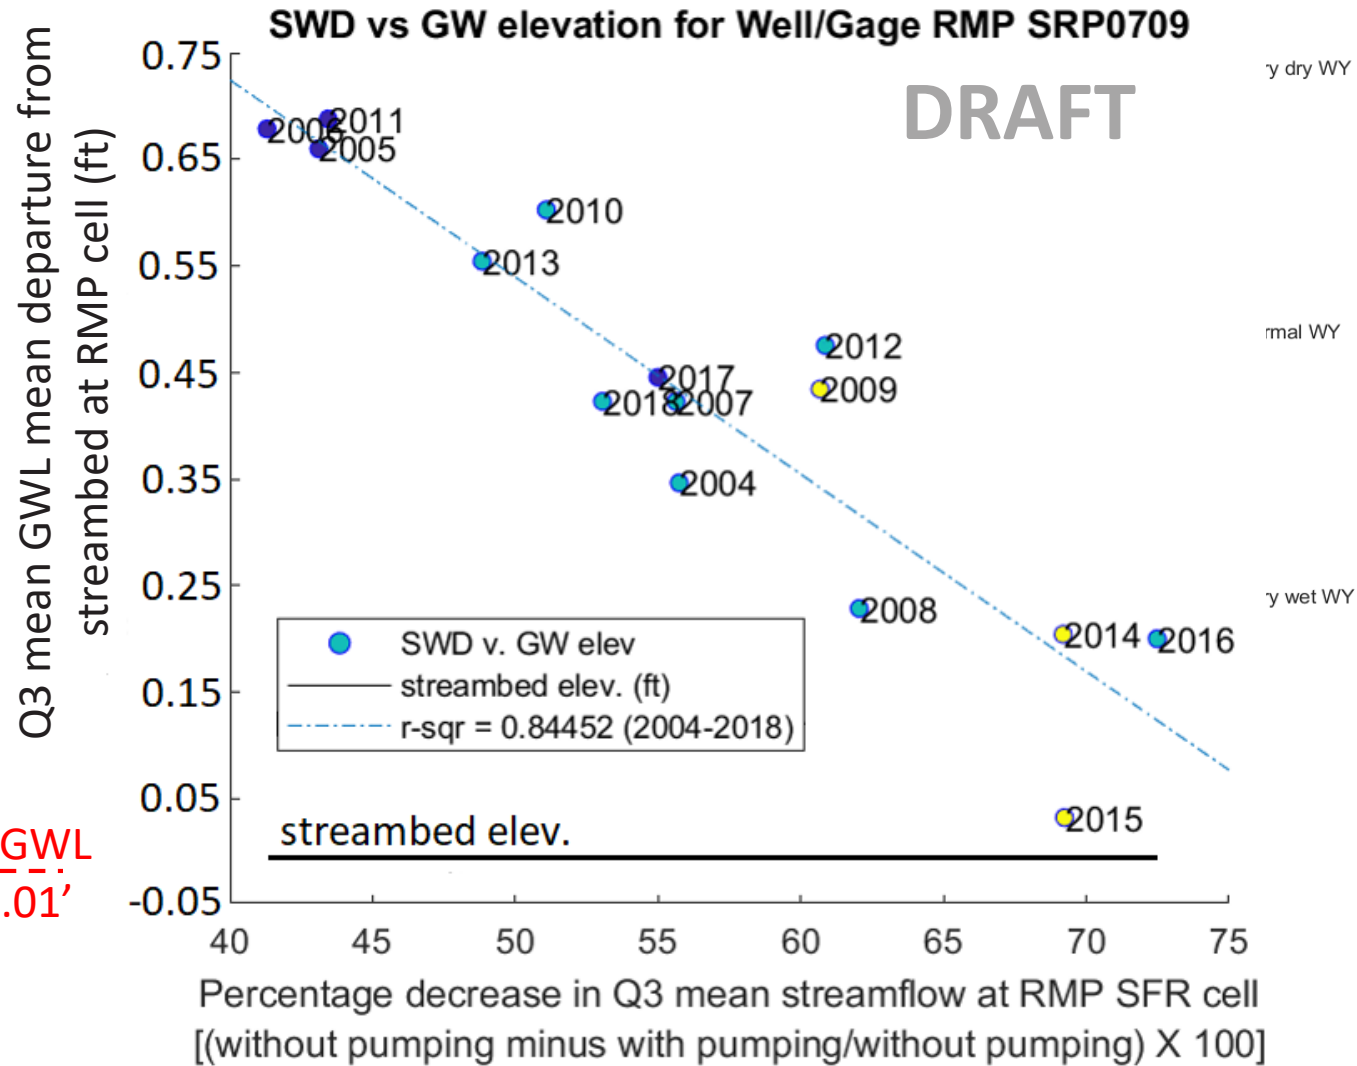 SWD vs GW elevation for Well/Gage RMP SRP0709
DRAFT
Q3 mean GWL mean departure from
streambed at RMP cell (ft)
0.75
0.65
0.55
0.45
0.35
0.25
0.15
0.05
-0.05
2006
2011
2005
2010
2013
2012
2009
2017
2018
2007
2004
2008
2014
2016
2015
SWD v. GW elev
streambed elev. (ft)
r-sqr = 0.84452 (2004-2018)
streambed elev.
GWL
.01’
40 45 50 55 60 65 70 75
Percentage decrease in Q3 mean streamflow at RMP SFR cell
[(without pumping minus with pumping/without pumping) X 100]
y dry WY
rmal WY
y wet WY